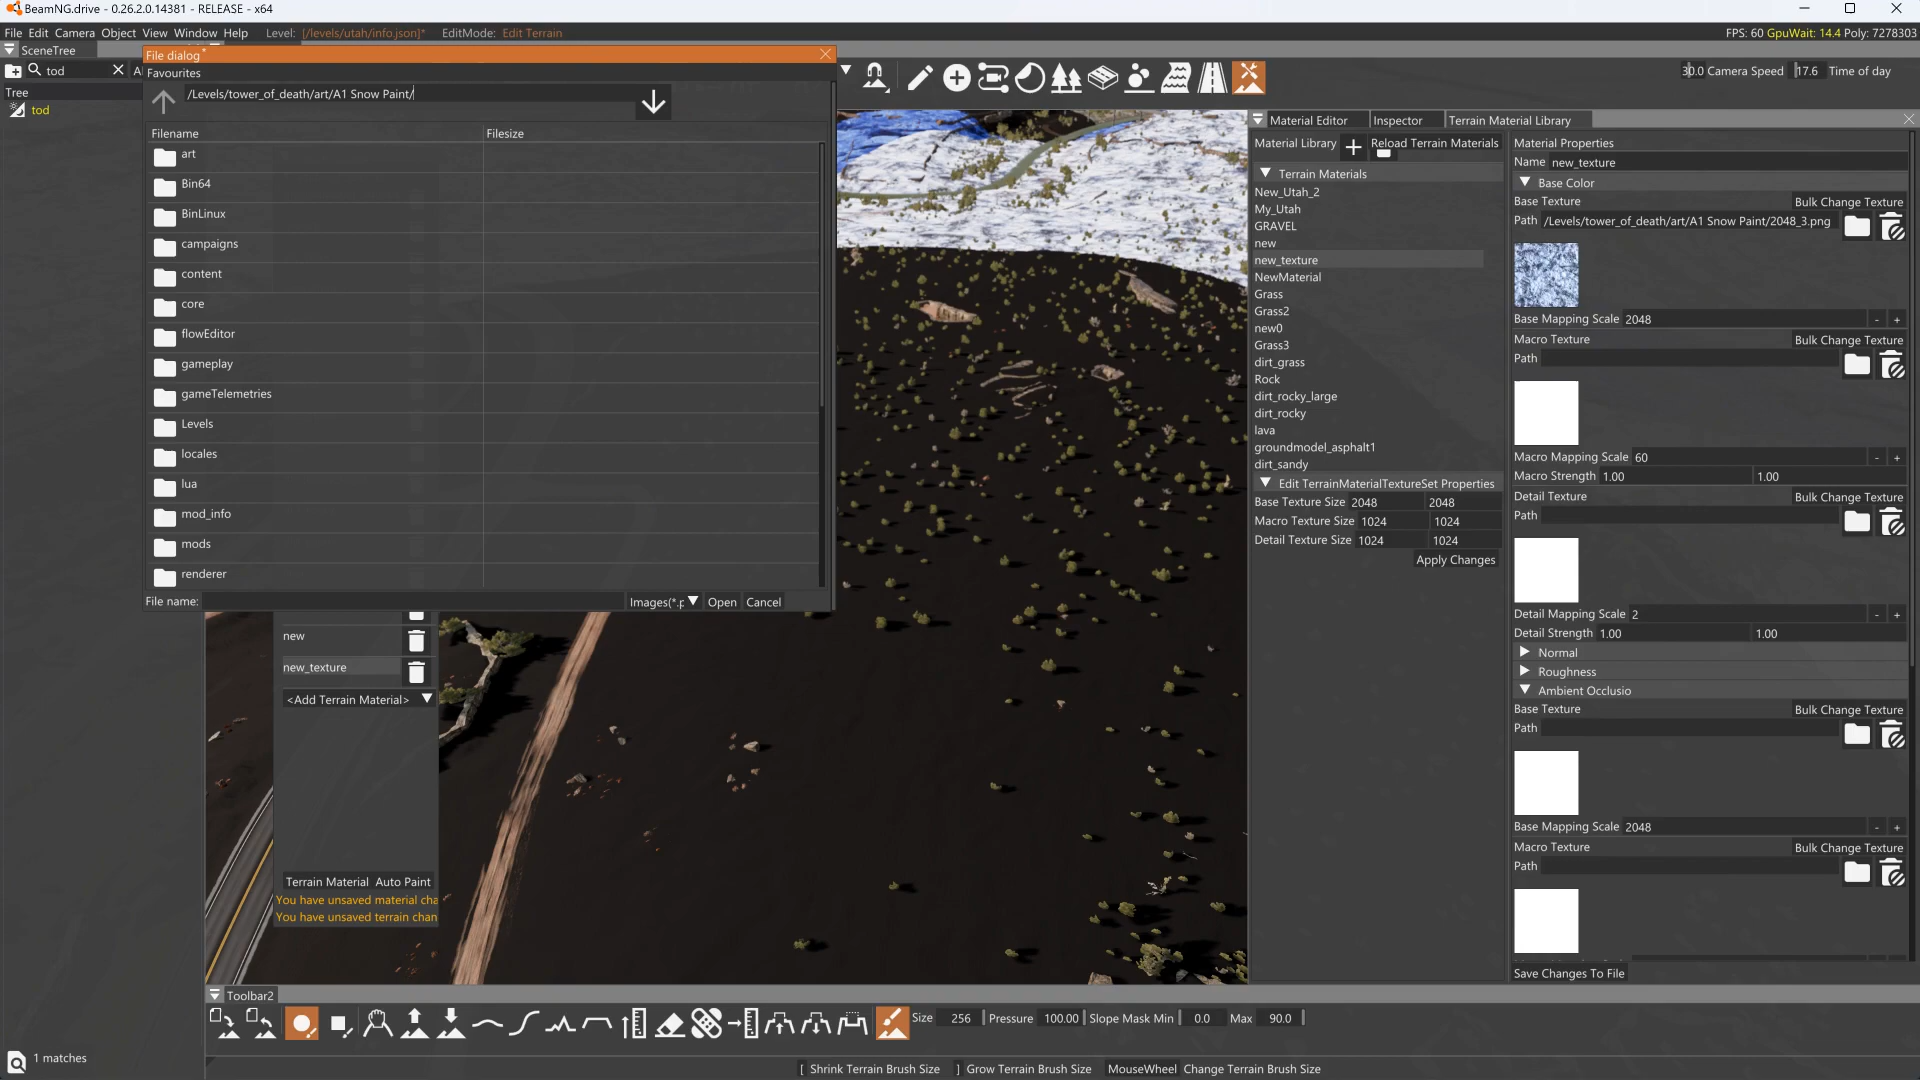 BeamNG.drive - 0.26.2.0.14381 - RELEASE - x64
File Edit Camera Object View Window Help Level: [/levels/utah/info.json]* EditMode: Edit Terrain
FPS: 60 GpuWait: 14.4 Poly: 7278303
SceneTree
tod
Tree
tod
File dialog*
Favourites
/Levels/tower_of_death/art/A1 Snow Paint/
Filename Filesize
art
Bin64
BinLinux
campaigns
content
core
flowEditor
gameplay
gameTelemetries
Levels
locales
lua
mod_info
mods
renderer
File name: Images(*.p Open Cancel
30.0 Camera Speed 17.6 Time of day
Material Editor Inspector Terrain Material Library
Material Library + Reload Terrain Materials
Terrain Materials
New_Utah_2
My_Utah
GRAVEL
new
new_texture
NewMaterial
Grass
Grass2
new0
Grass3
dirt_grass
Rock
dirt_rocky_large
dirt_rocky
lava
groundmodel_asphalt1
dirt_sandy
Edit TerrainMaterialTextureSet Properties
Base Texture Size 2048 2048
Macro Texture Size 1024 1024
Detail Texture Size 1024 1024
Apply Changes
Material Properties
Name new_texture
Base Color
Base Texture Bulk Change Texture
Path /Levels/tower_of_death/art/A1 Snow Paint/2048_3.png
Base Mapping Scale 2048 - +
Macro Texture Bulk Change Texture
Path
Macro Mapping Scale 60 - +
Macro Strength 1.00 1.00
Detail Texture Bulk Change Texture
Path
Detail Mapping Scale 2 - +
Detail Strength 1.00 1.00
Normal
Roughness
Ambient Occlusio
Base Texture Bulk Change Texture
Path
Base Mapping Scale 2048 - +
Macro Texture Bulk Change Texture
Path
Save Changes To File
new
new_texture
<Add Terrain Material>
Terrain Material Auto Paint
You have unsaved material cha
You have unsaved terrain chan
Toolbar2
Size 256 Pressure 100.00 Slope Mask Min 0.0 Max 90.0
1 matches
[ Shrink Terrain Brush Size ] Grow Terrain Brush Size MouseWheel Change Terrain Brush Size